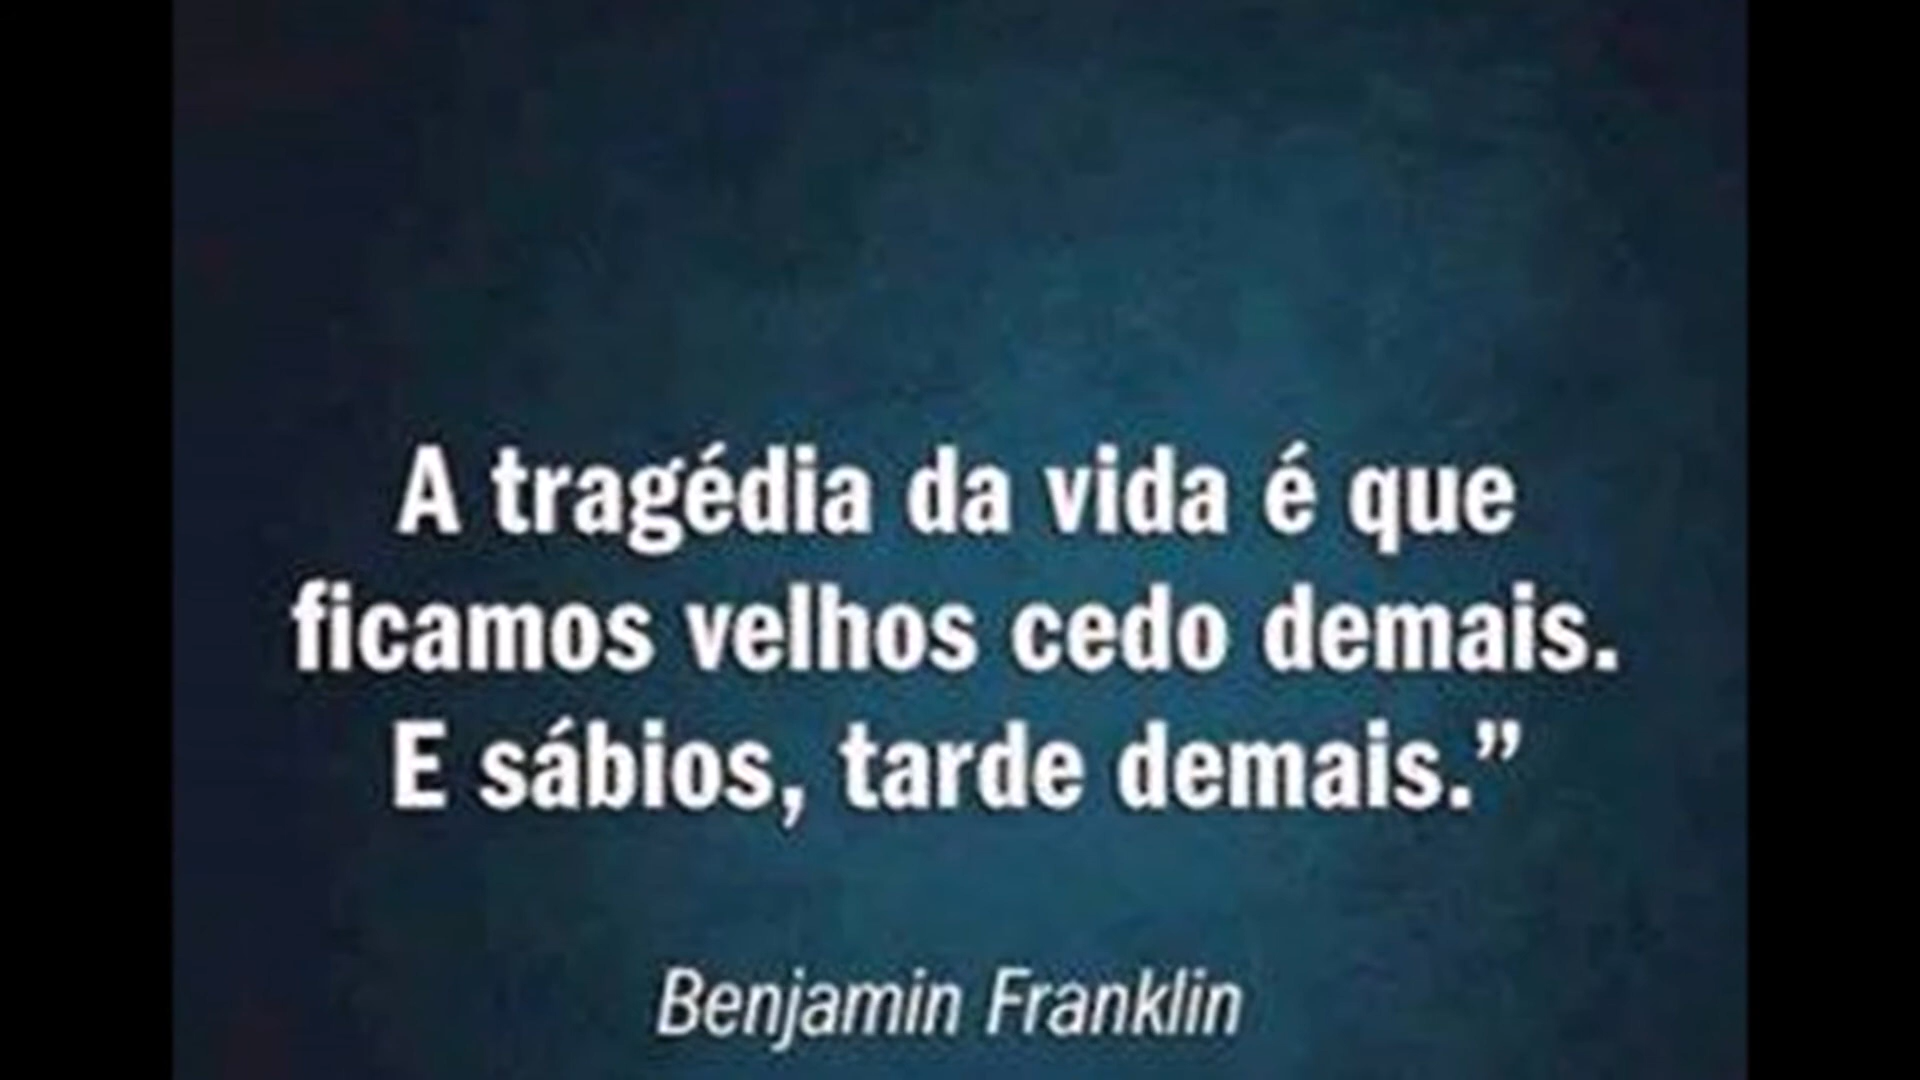 A tragédia da vida é que
ficamos velhos cedo demais.
E sábios, tarde demais.”
Benjamin Franklin